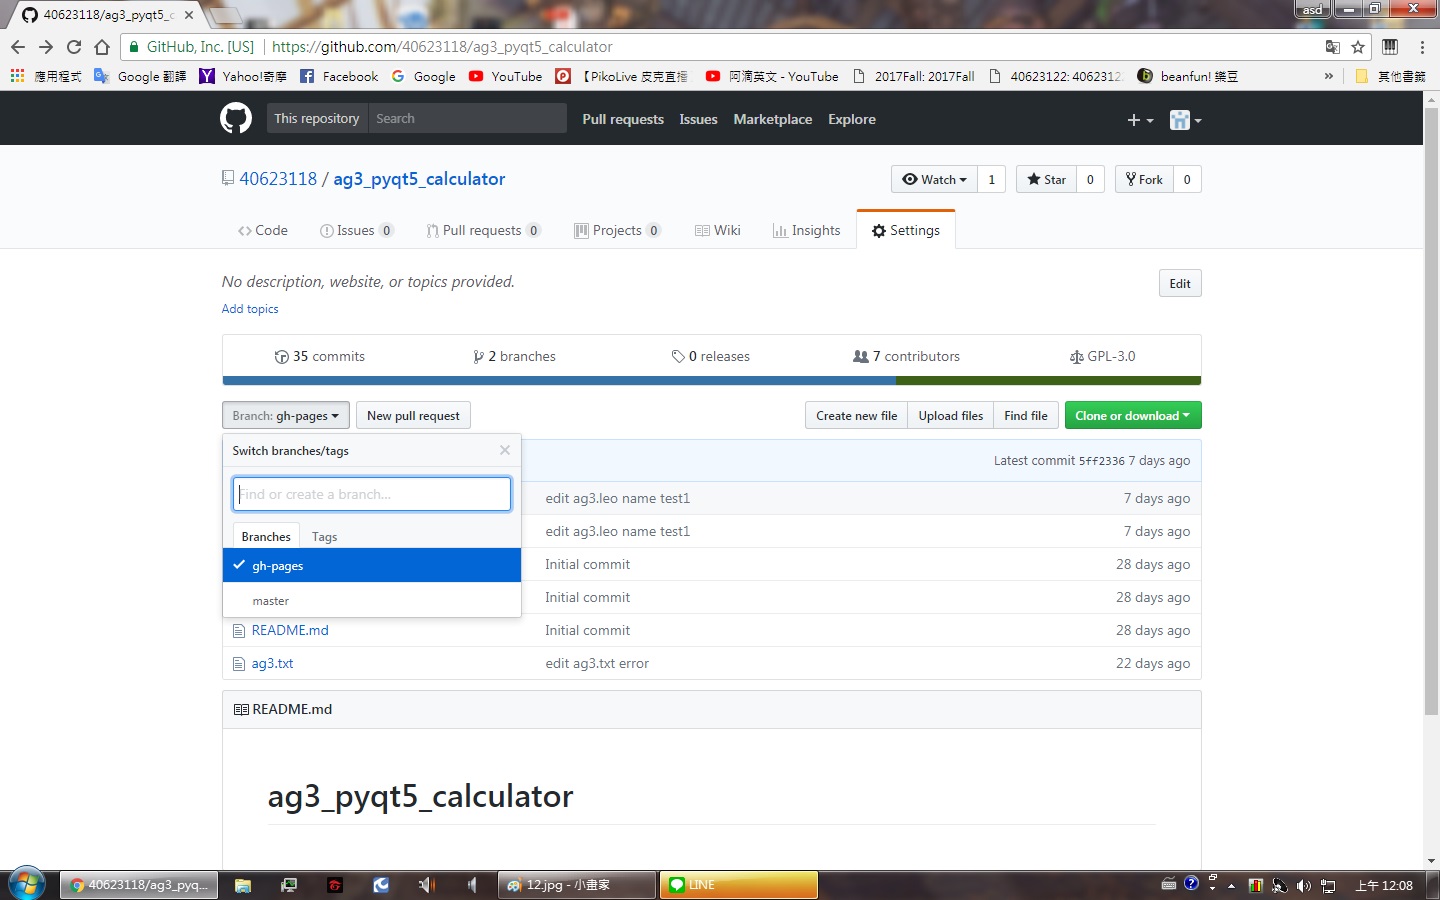 40623118/ag3_pyqt5_c
asd
GitHub, Inc. [US] https://github.com/40623118/ag3_pyqt5_calculator
應用程式 Google 翻譯 Yahoo!奇摩 Facebook Google YouTube 【PikoLive 皮克直播 阿滴英文 - YouTube 2017Fall: 2017Fall 40623122: 4062312 beanfun! 樂豆 » 其他書籤
This repository Search Pull requests Issues Marketplace Explore
40623118 / ag3_pyqt5_calculator Watch 1 Star 0 Fork 0
Code Issues 0 Pull requests 0 Projects 0 Wiki Insights Settings
No description, website, or topics provided. Edit
Add topics
35 commits 2 branches 0 releases 7 contributors GPL-3.0
Branch: gh-pages New pull request Create new file Upload files Find file Clone or download
Switch branches/tags
Latest commit 5ff2336 7 days ago
Find or create a branch...
edit ag3.leo name test1 7 days ago
Branches Tags
edit ag3.leo name test1 7 days ago
gh-pages
Initial commit 28 days ago
master
Initial commit 28 days ago
README.md Initial commit 28 days ago
ag3.txt edit ag3.txt error 22 days ago
README.md
ag3_pyqt5_calculator
40623118/ag3_pyq... 12.jpg - 小畫家 LINE 上午 12:08